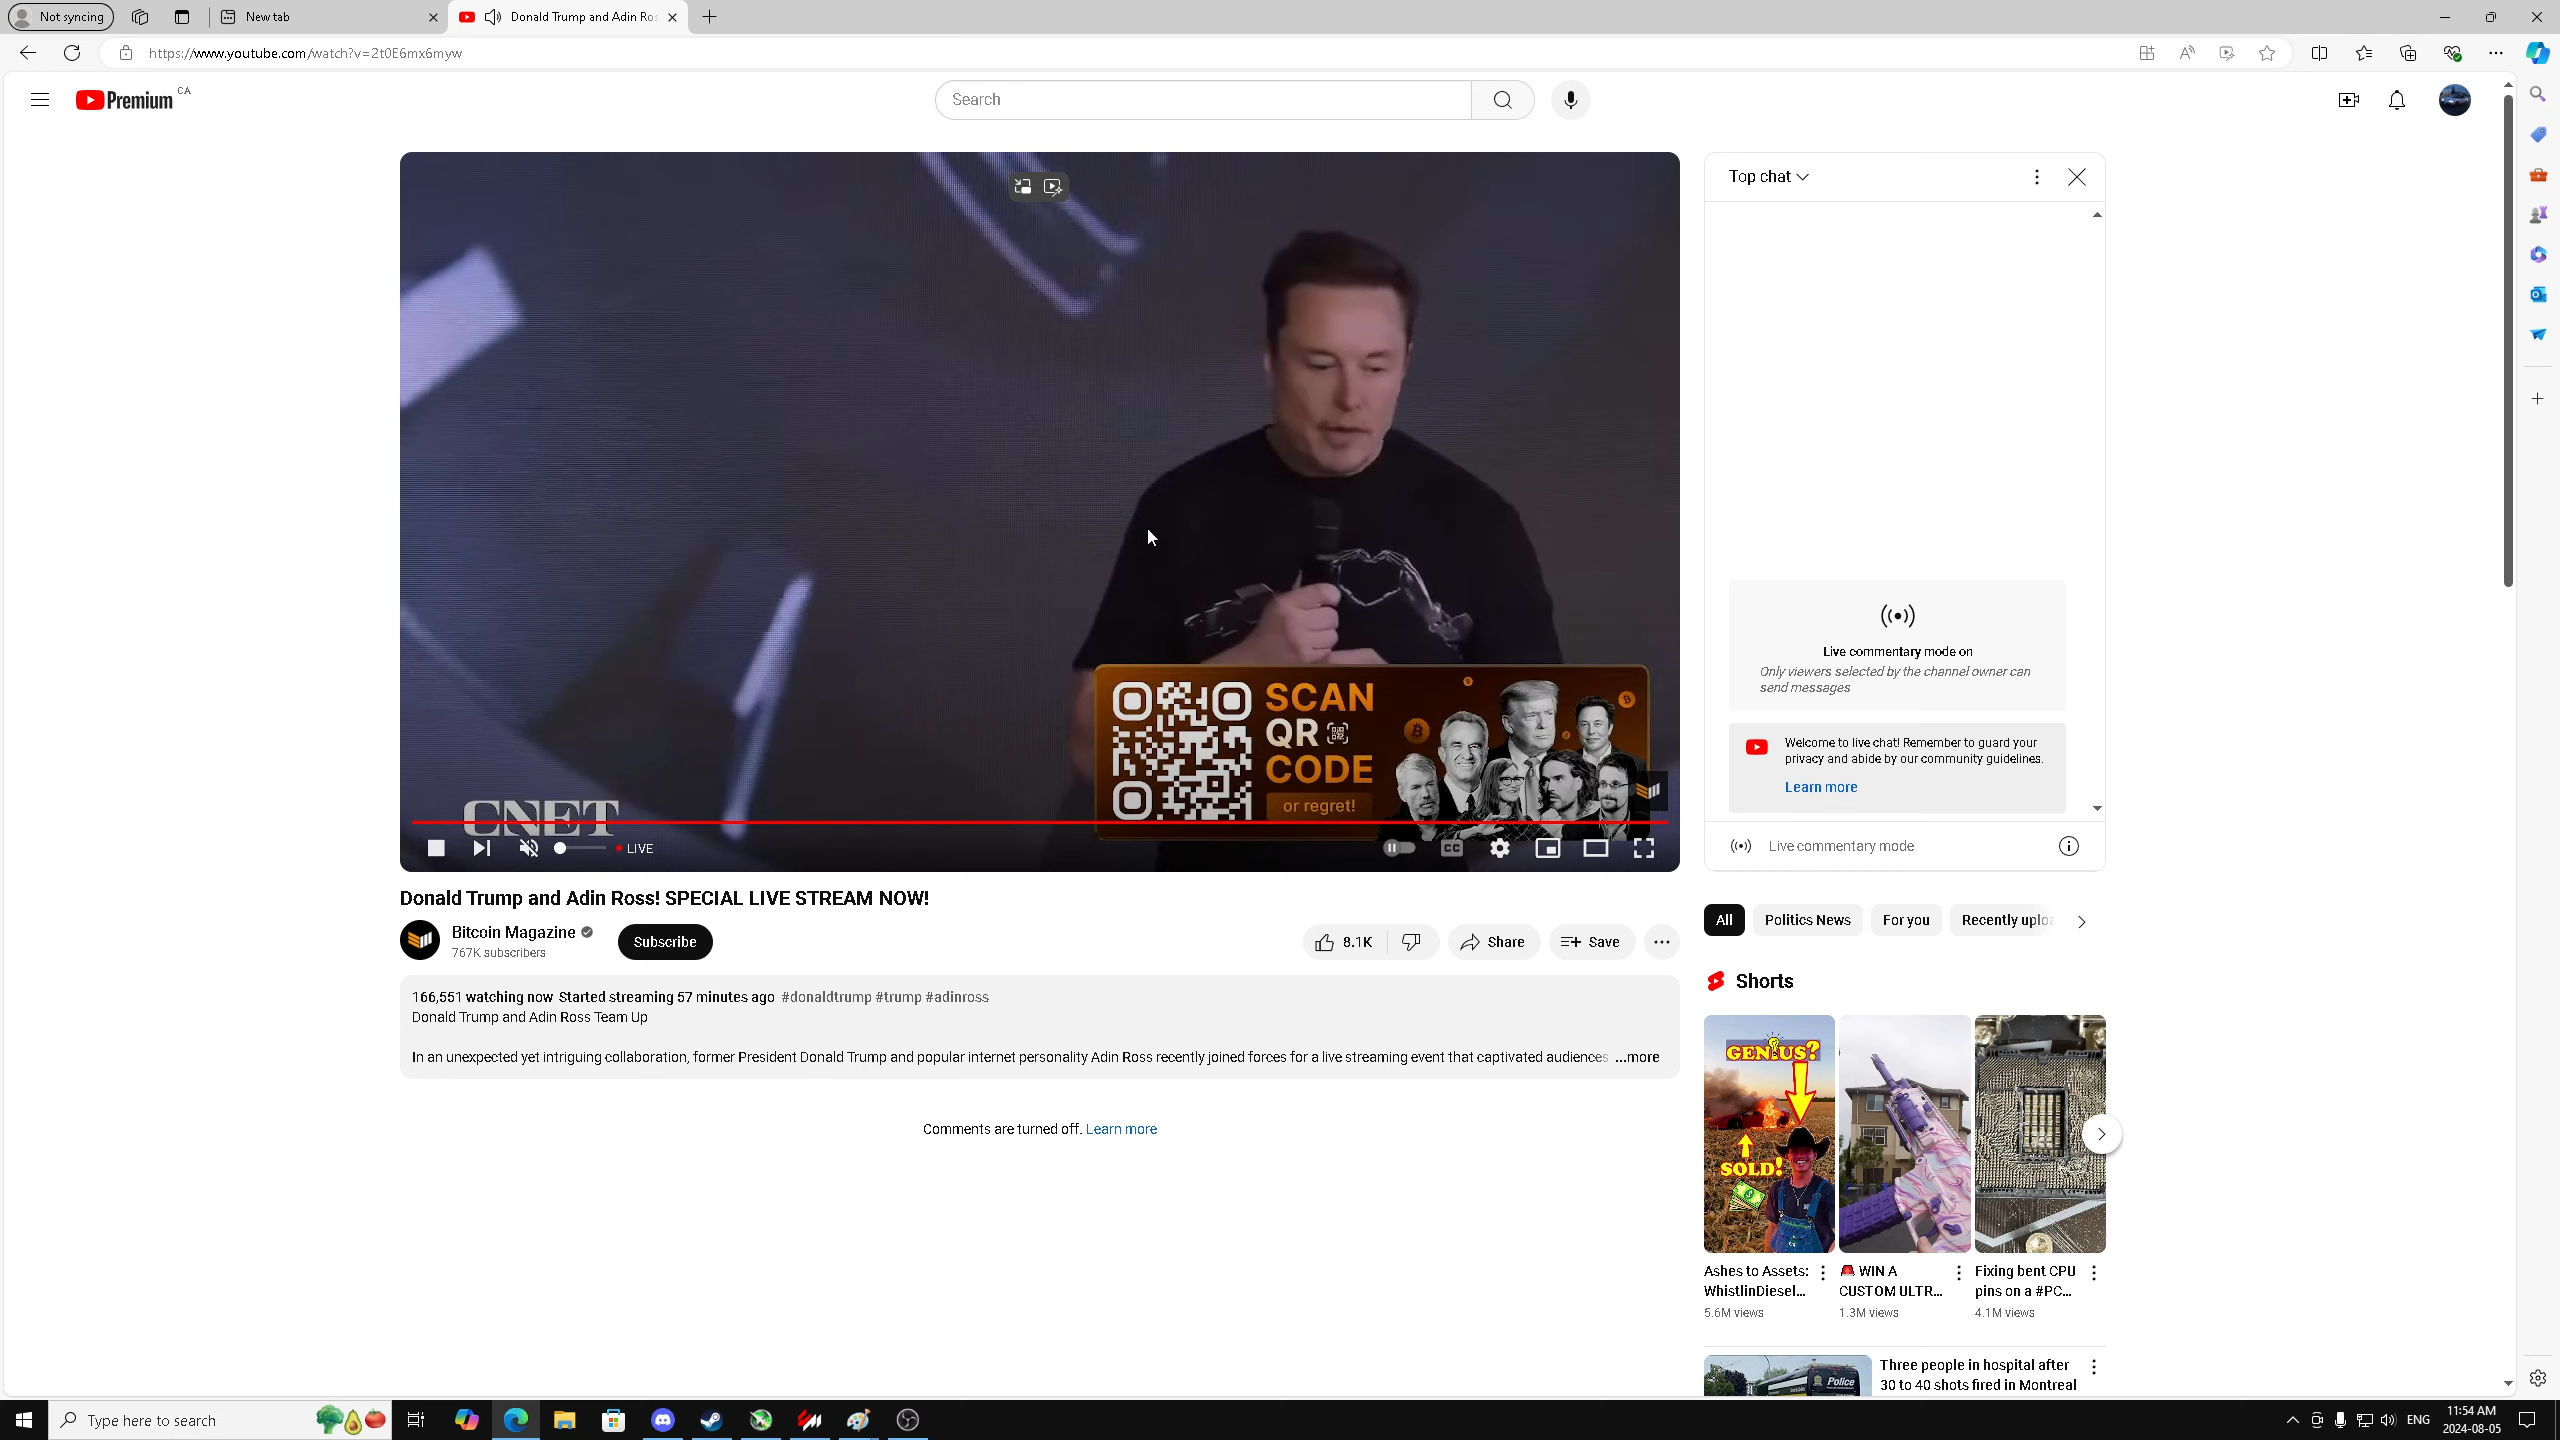 Not syncing
New tab
Donald Trump and Adin Ros
https://www.youtube.com/watch?v=2t0E6mx6myw
Premium CA
Search
Top chat
SCAN
QR
CODE
or regret!
CNET
LIVE
CC
Live commentary mode on
Only viewers selected by the channel owner can
send messages
Welcome to live chat! Remember to guard your
privacy and abide by our community guidelines.
Learn more
Live commentary mode
Donald Trump and Adin Ross! SPECIAL LIVE STREAM NOW!
Bitcoin Magazine
767K subscribers
Subscribe
8.1K
Share
Save
166,551 watching now Started streaming 57 minutes ago #donaldtrump #trump #adinross
Donald Trump and Adin Ross Team Up
In an unexpected yet intriguing collaboration, former President Donald Trump and popular internet personality Adin Ross recently joined forces for a live streaming event that captivated audiences ...more
Comments are turned off. Learn more
All
Politics News
For you
Recently uploa
Shorts
GENIUS?
SOLD!
Ashes to Assets:
WhistlinDiesel...
5.6M views
WIN A
CUSTOM ULTR...
1.3M views
Fixing bent CPU
pins on a #PC...
4.1M views
Police
Three people in hospital after
30 to 40 shots fired in Montreal
Type here to search
ENG
11:54 AM
2024-08-05